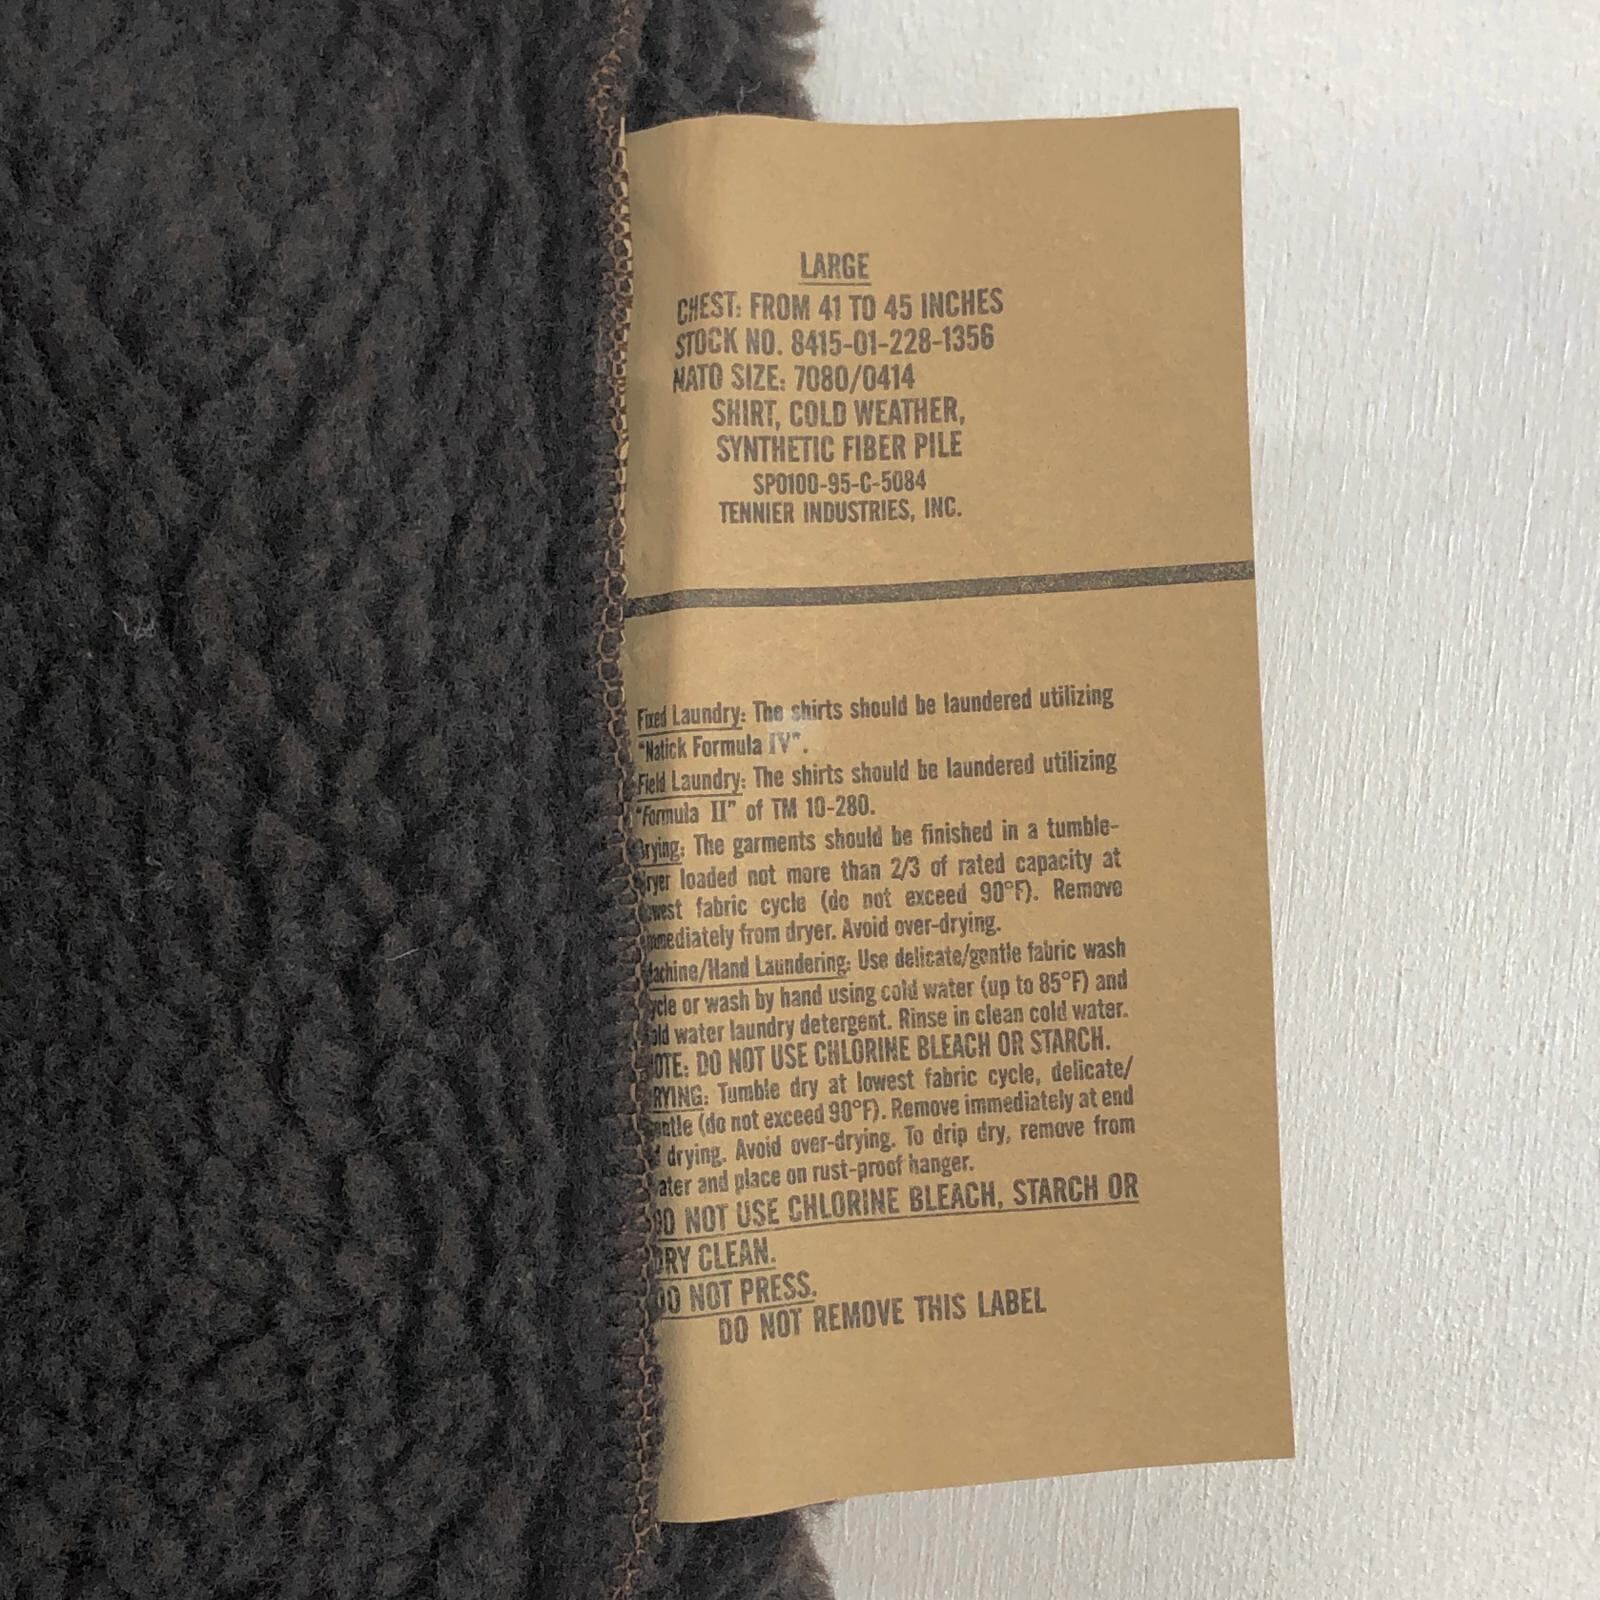 LARGE
CHEST: FROM 41 TO 45 INCHES
STOCK NO. 8415-01-228-1356
NATO SIZE: 7080/0414
SHIRT, COLD WEATHER,
SYNTHETIC FIBER PILE
SPO100-95-C-5084
TENNIER INDUSTRIES, INC.
Fixed Laundry: The shirts should be laundered utilizing
"Natick Formula IV".
Field Laundry: The shirts should be laundered utilizing
"Formula II" of TM 10-280.
Drying: The garments should be finished in a tumble-
dryer loaded not more than 2/3 of rated capacity at
lowest fabric cycle (do not exceed 90°F). Remove
immediately from dryer. Avoid over-drying.
Machine/Hand Laundering: Use delicate/gentle fabric wash
cycle or wash by hand using cold water (up to 85°F) and
cold water laundry detergent. Rinse in clean cold water.
NOTE: DO NOT USE CHLORINE BLEACH OR STARCH.
DRYING: Tumble dry at lowest fabric cycle, delicate/
gentle (do not exceed 90°F). Remove immediately at end
of drying. Avoid over-drying. To drip dry, remove from
water and place on rust-proof hanger.
DO NOT USE CHLORINE BLEACH, STARCH OR
DRY CLEAN.
DO NOT PRESS.
DO NOT REMOVE THIS LABEL